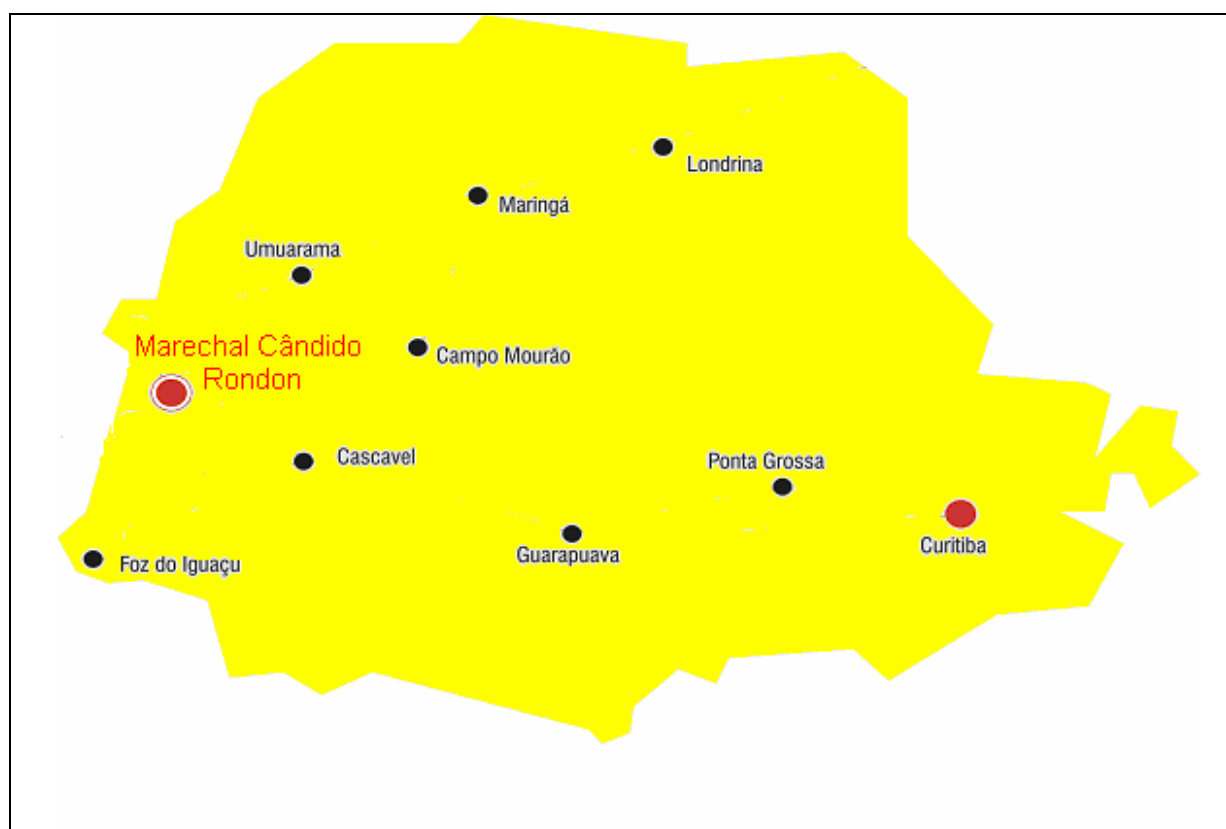 Londrina
Maringá
Umuarama
Marechal Cândido
Rondon
Campo Mourão
Cascavel
Ponta Grossa
Guarapuava
Curitiba
Foz do Iguaçu